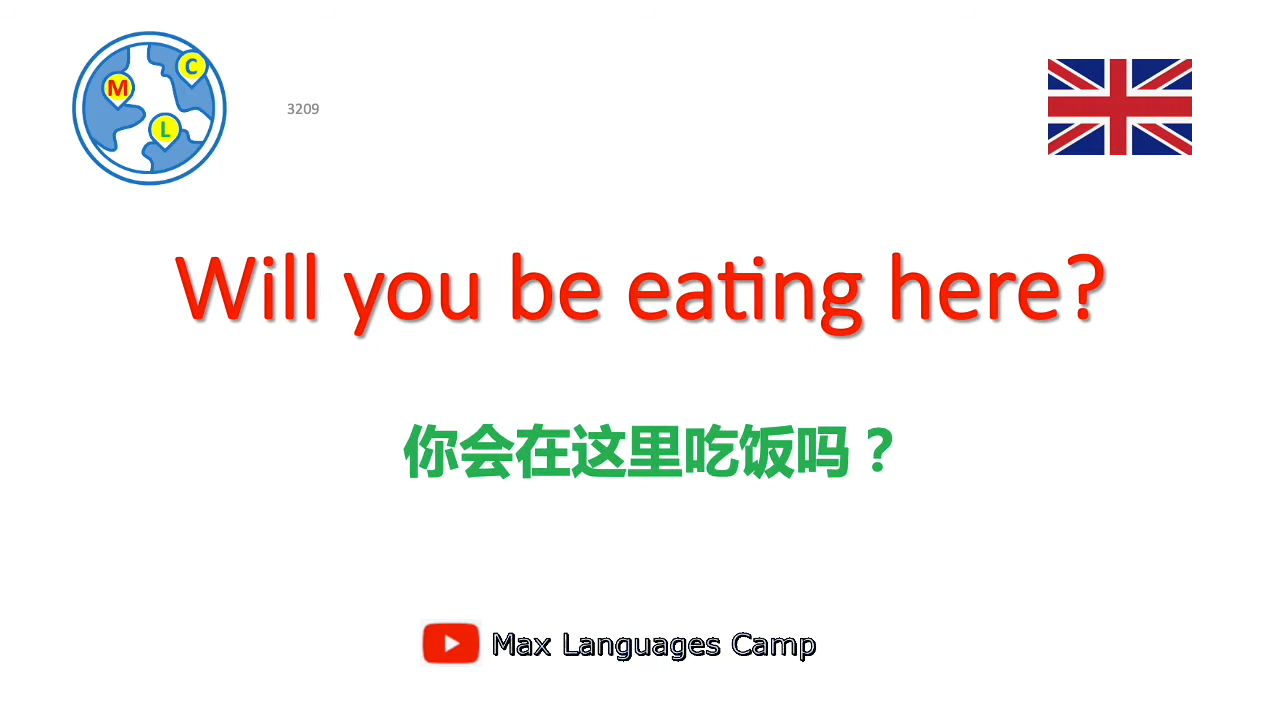 M
C
L
3209
Will you be eating here?
你会在这里吃饭吗？
Max Languages Camp